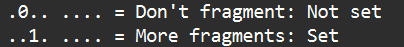 .0.. .... = Don't fragment: Not set
..1. .... = More fragments: Set